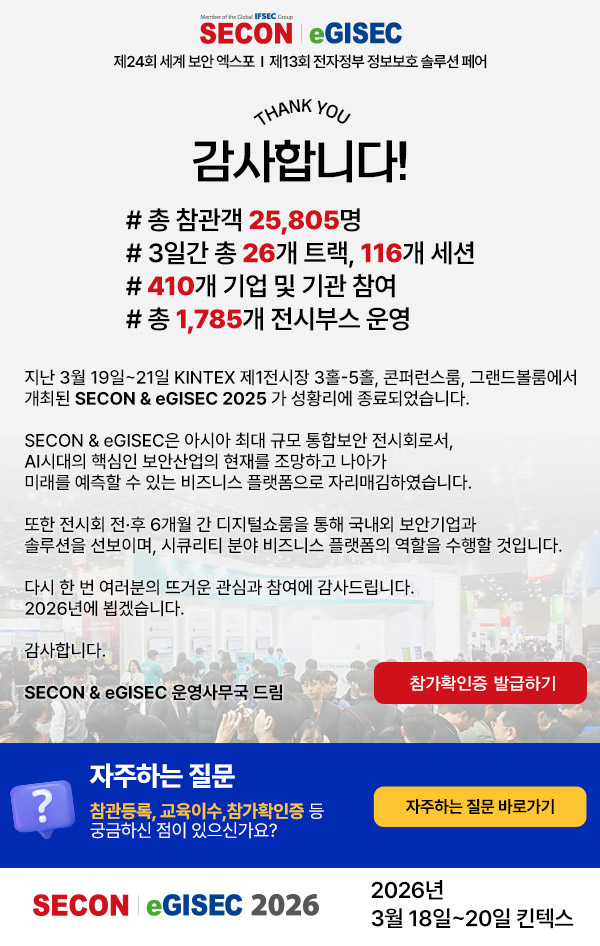 Member of the Global IFSEC Group
SECON | eGISEC
제24회 세계 보안 엑스포 I 제13회 전자정부 정보보호 솔루션 페어
THANK YOU
감사합니다!
# 총 참관객 25,805명
# 3일간 총 26개 트랙, 116개 세션
# 410개 기업 및 기관 참여
# 총 1,785개 전시부스 운영
지난 3월 19일~21일 KINTEX 제1전시장 3홀-5홀, 콘퍼런스룸, 그랜드볼룸에서
개최된 SECON & eGISEC 2025 가 성황리에 종료되었습니다.
SECON & eGISEC은 아시아 최대 규모 통합보안 전시회로서,
AI시대의 핵심인 보안산업의 현재를 조망하고 나아가
미래를 예측할 수 있는 비즈니스 플랫폼으로 자리매김하였습니다.
또한 전시회 전·후 6개월 간 디지털쇼룸을 통해 국내외 보안기업과
솔루션을 선보이며, 시큐리티 분야 비즈니스 플랫폼의 역할을 수행할 것입니다.
다시 한 번 여러분의 뜨거운 관심과 참여에 감사드립니다.
2026년에 뵙겠습니다.
감사합니다.
SECON & eGISEC 운영사무국 드림
참가확인증 발급하기
자주하는 질문
참관등록, 교육이수,참가확인증 등
궁금하신 점이 있으신가요?
자주하는 질문 바로가기
SECON | eGISEC 2026
2026년
3월 18일~20일 킨텍스